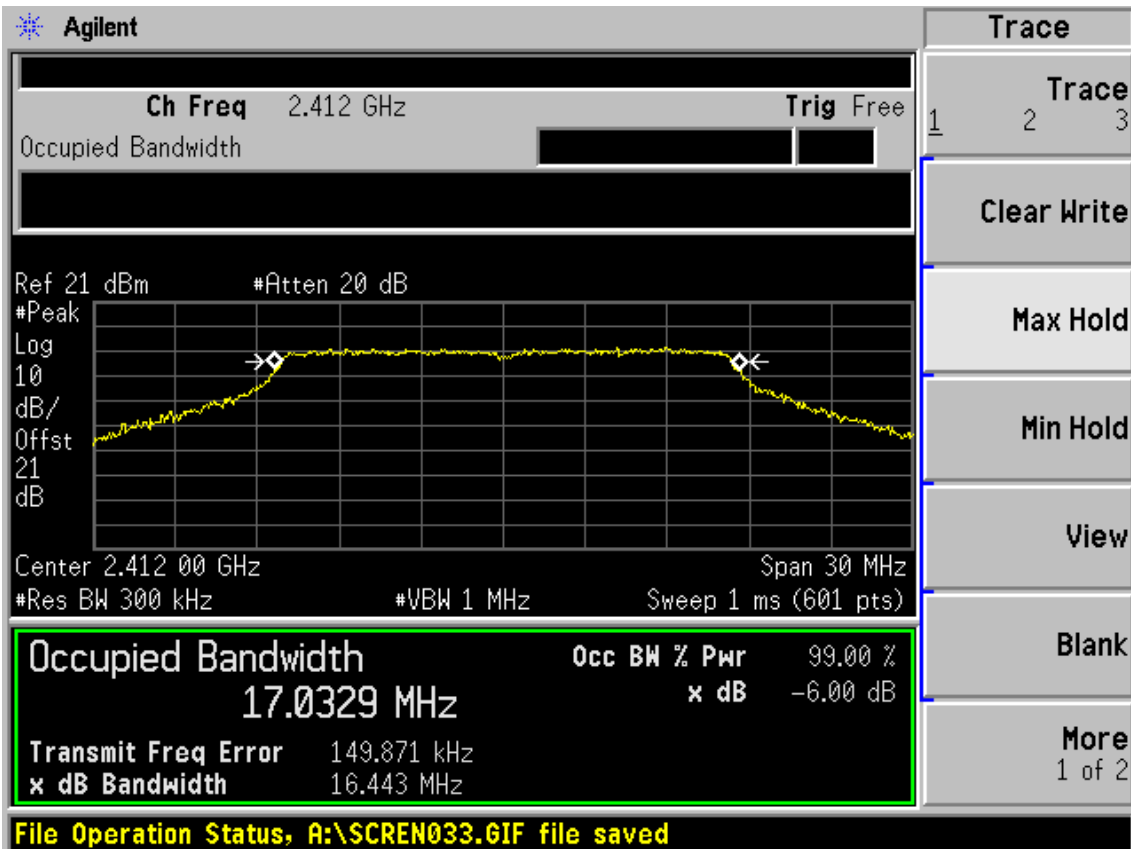 Agilent
Trace
Ch Freq 2.412 GHz
Trig Free
Occupied Bandwidth
Ref 21 dBm
#Atten 20 dB
#Peak
Log
10
dB/
Offst
21
dB
Center 2.412 00 GHz
Span 30 MHz
#Res BW 300 kHz
#VBW 1 MHz
Sweep 1 ms (601 pts)
Occupied Bandwidth
17.0329 MHz
Occ BW % Pwr 99.00 %
x dB -6.00 dB
Transmit Freq Error 149.871 kHz
x dB Bandwidth 16.443 MHz
File Operation Status, A:\SCREN033.GIF file saved
Trace
1 2 3
Clear Write
Max Hold
Min Hold
View
Blank
More
1 of 2